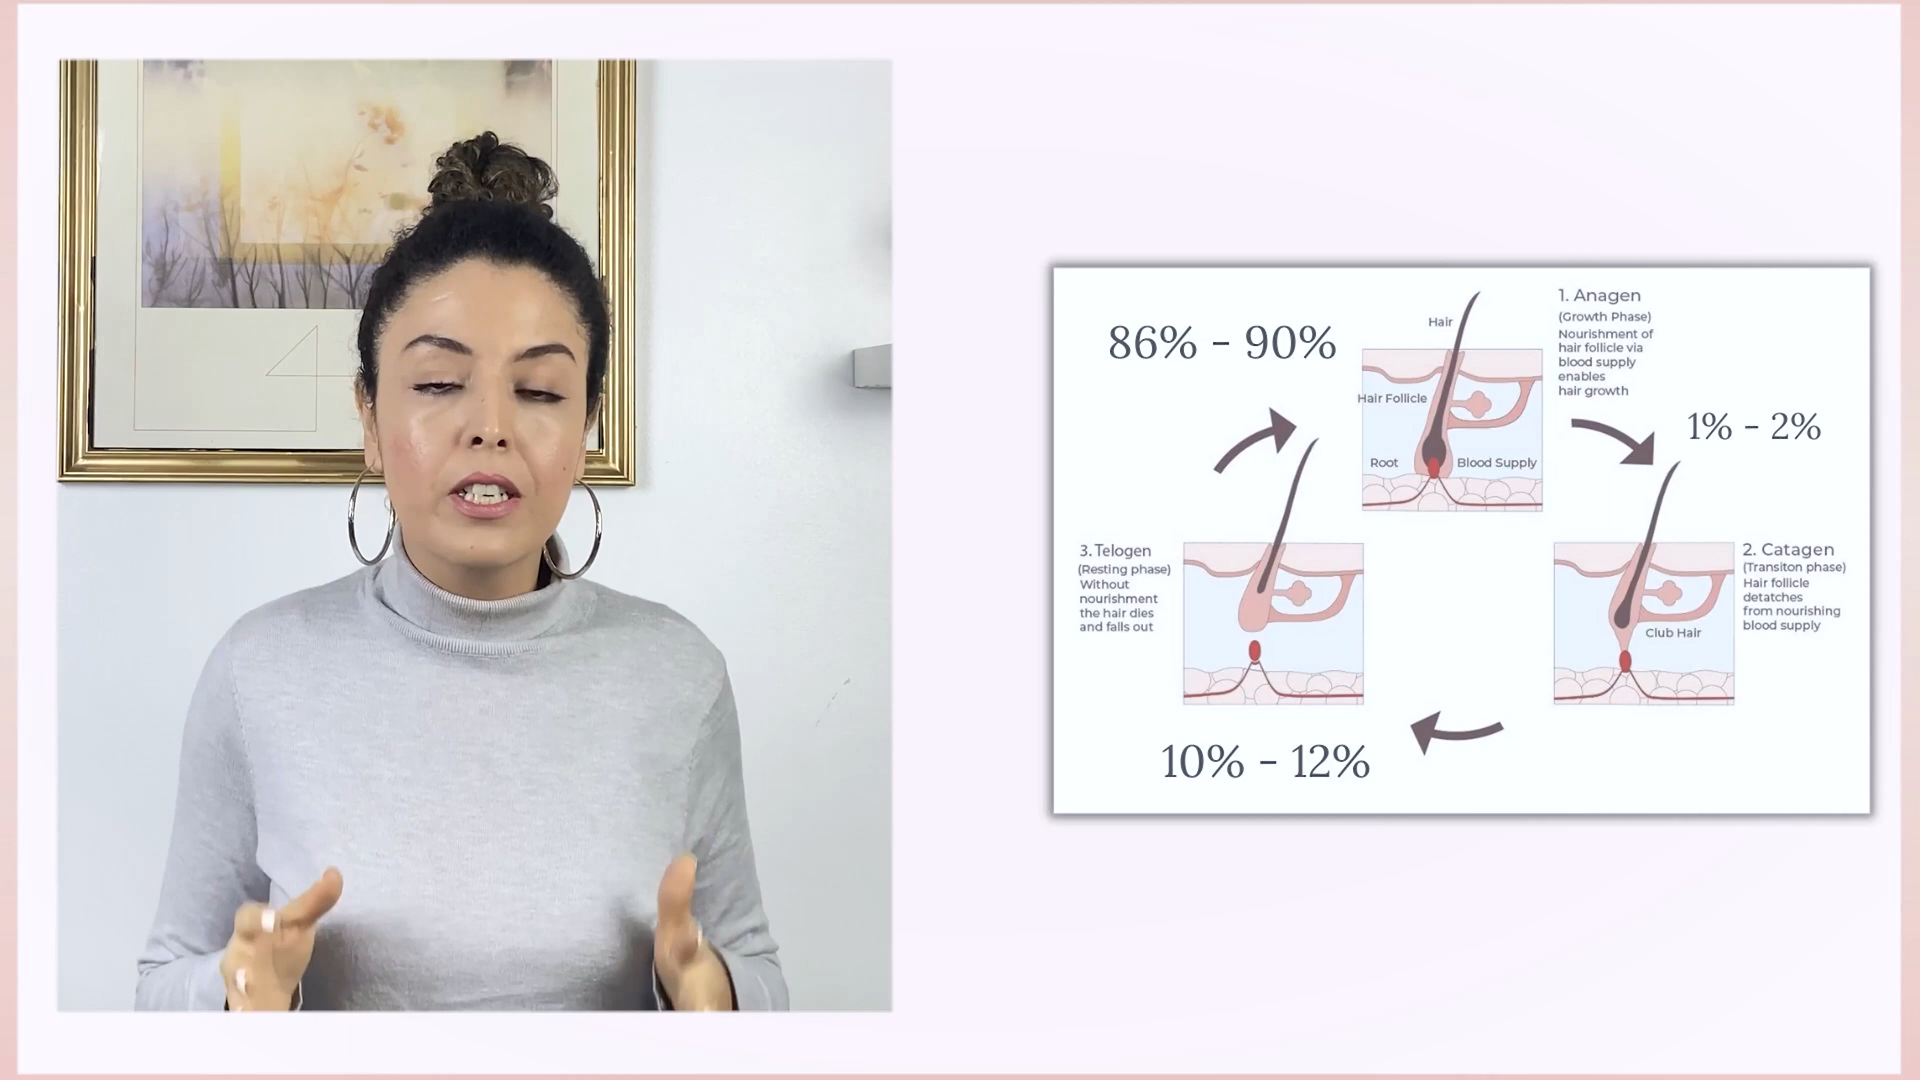 86% - 90%
Hair
Hair Follicle
Root
Blood Supply
1. Anagen
(Growth Phase)
Nourishment of
hair follicle via
blood supply
enables
hair growth
1% - 2%
3. Telogen
(Resting phase)
Without
nourishment
the hair dies
and falls out
Club Hair
2. Catagen
(Transiton phase)
Hair follicle
detatches
from nourishing
blood supply
10% - 12%